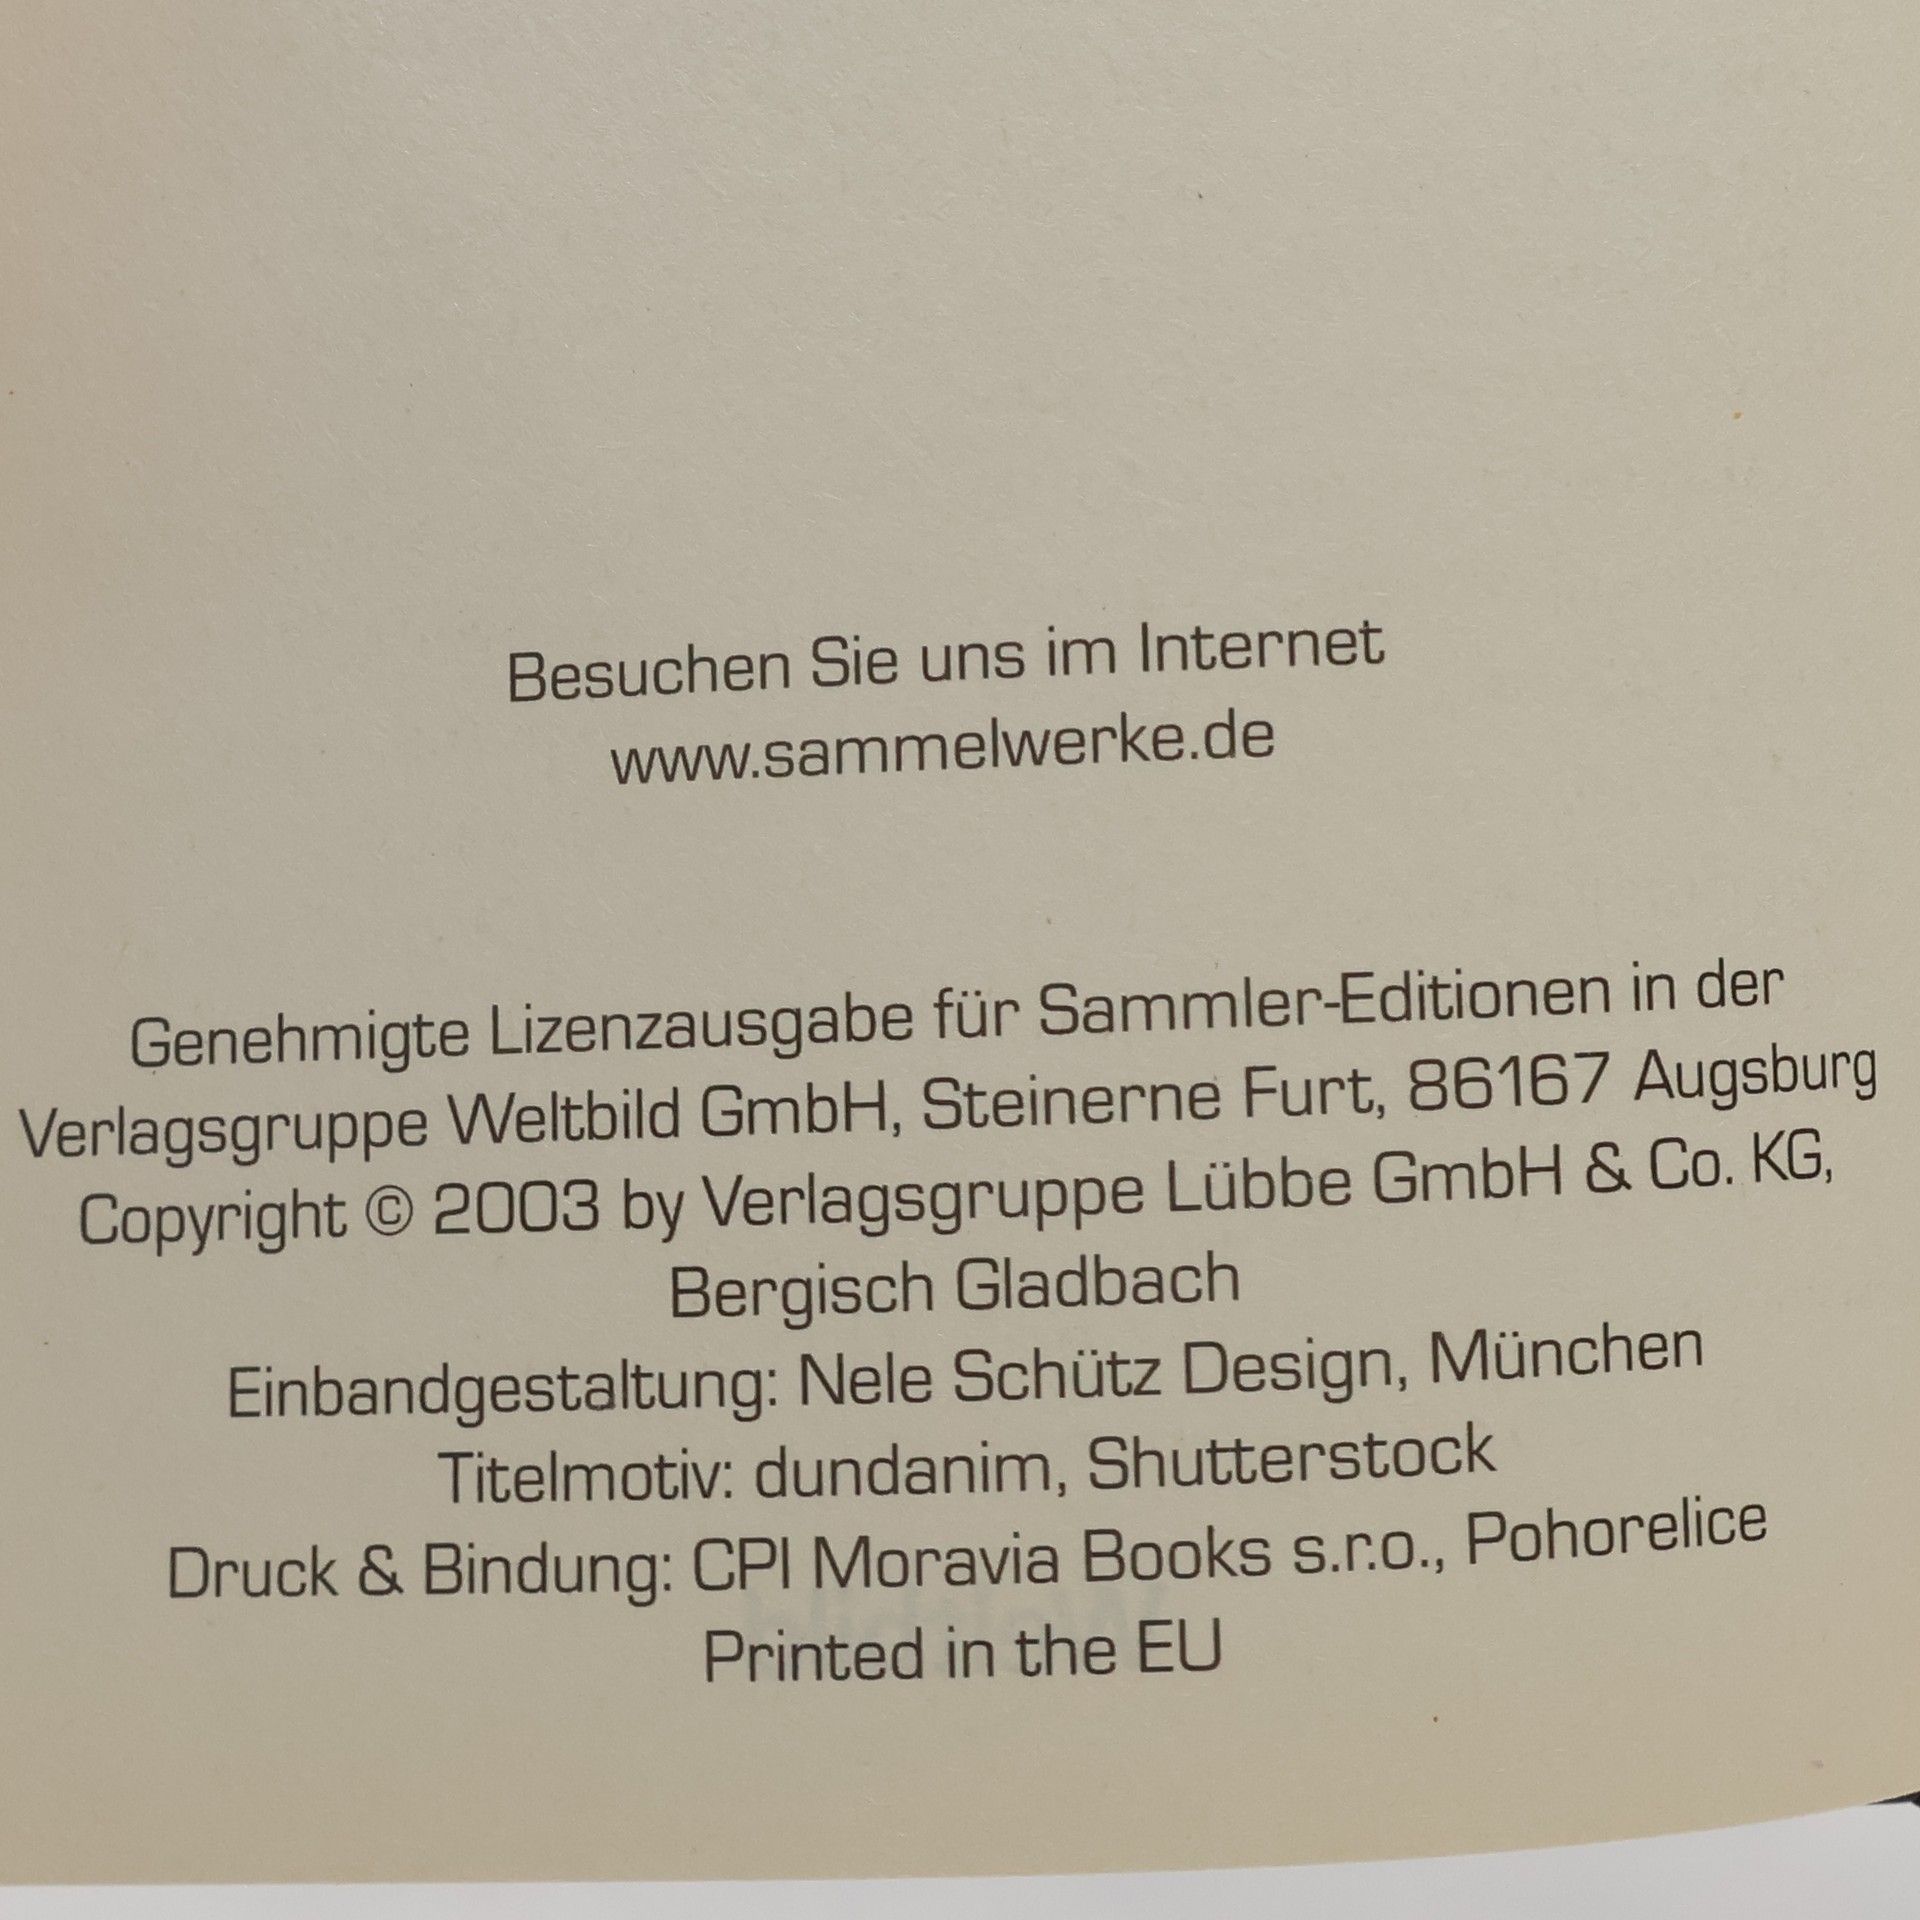 Besuchen Sie uns im Internet
www.sammelwerke.de
Genehmigte Lizenzausgabe für Sammler-Editionen in der
Verlagsgruppe Weltbild GmbH, Steinerne Furt, 86167 Augsburg
Copyright © 2003 by Verlagsgruppe Lübbe GmbH & Co. KG,
Bergisch Gladbach
Einbandgestaltung: Nele Schütz Design, München
Titelmotiv: dundanim, Shutterstock
Druck & Bindung: CPI Moravia Books s.r.o., Pohorelice
Printed in the EU